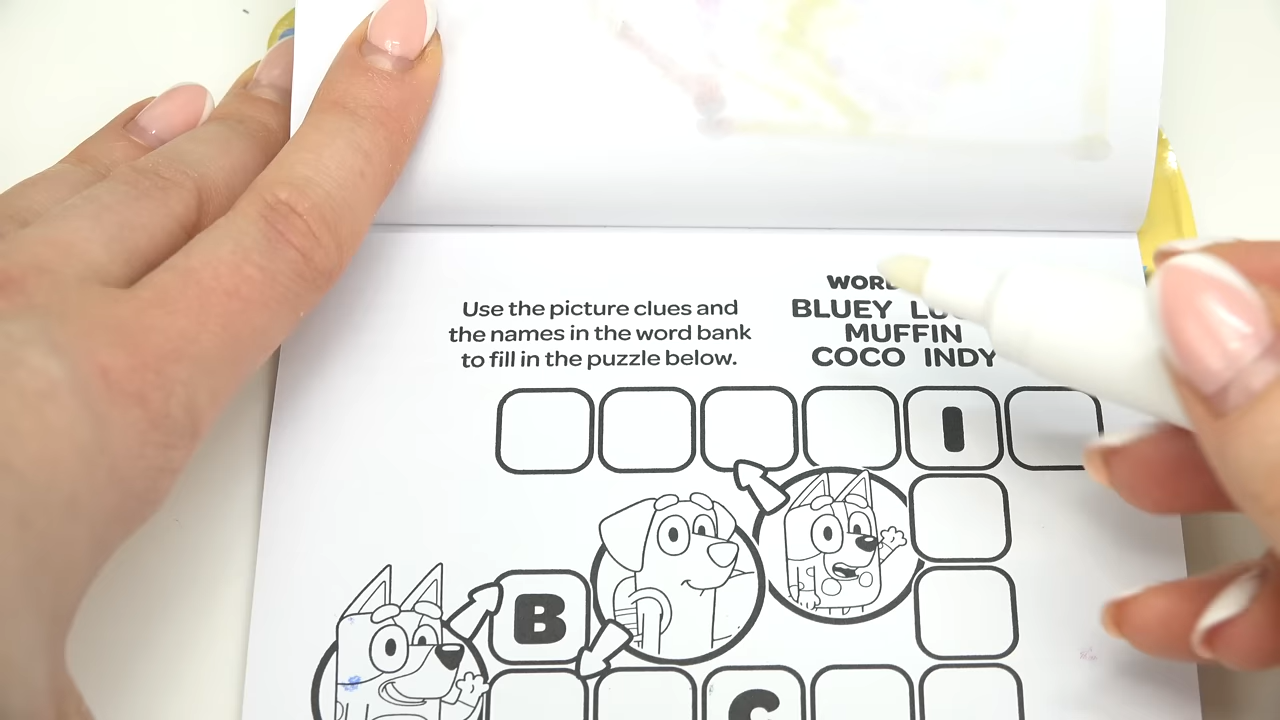 Use the picture clues and
the names in the word bank
to fill in the puzzle below.
BLUEY
MUFFIN
COCO INDY
I
B
C